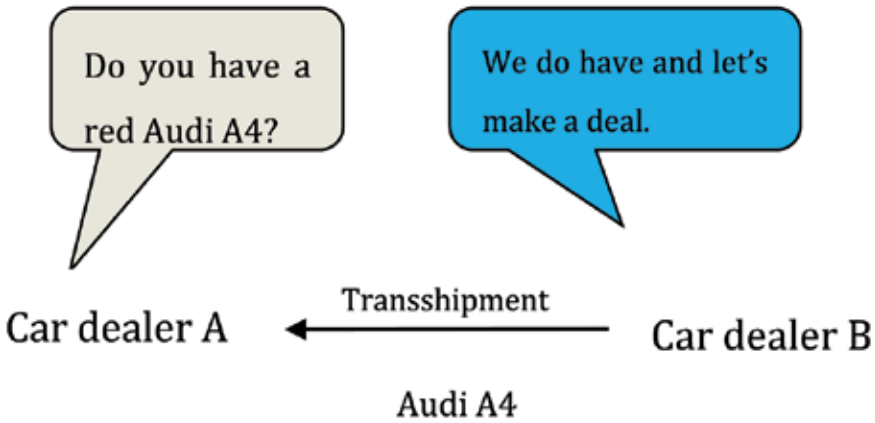 Do you have a
red Audi A4?
We do have and let's
make a deal.
Transshipment
Car dealer A
Car dealer B
Audi A4